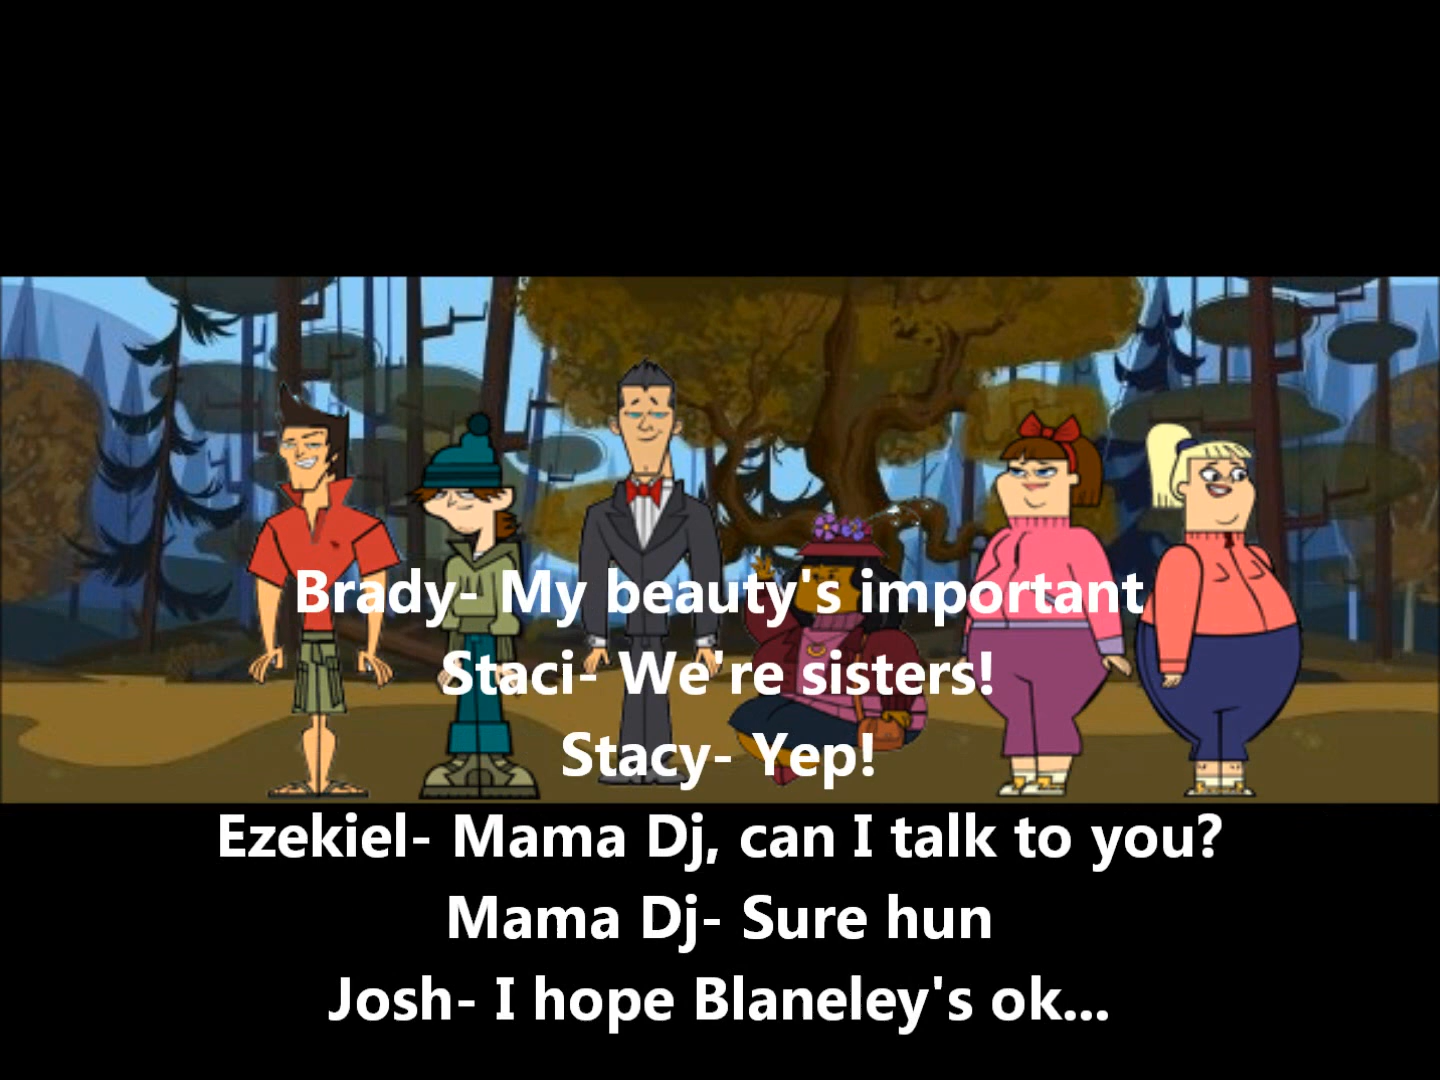 Brady- My beauty's important
Staci- We're sisters!
Stacy- Yep!
Ezekiel- Mama Dj, can I talk to you?
Mama Dj- Sure hun
Josh- I hope Blaneley's ok...